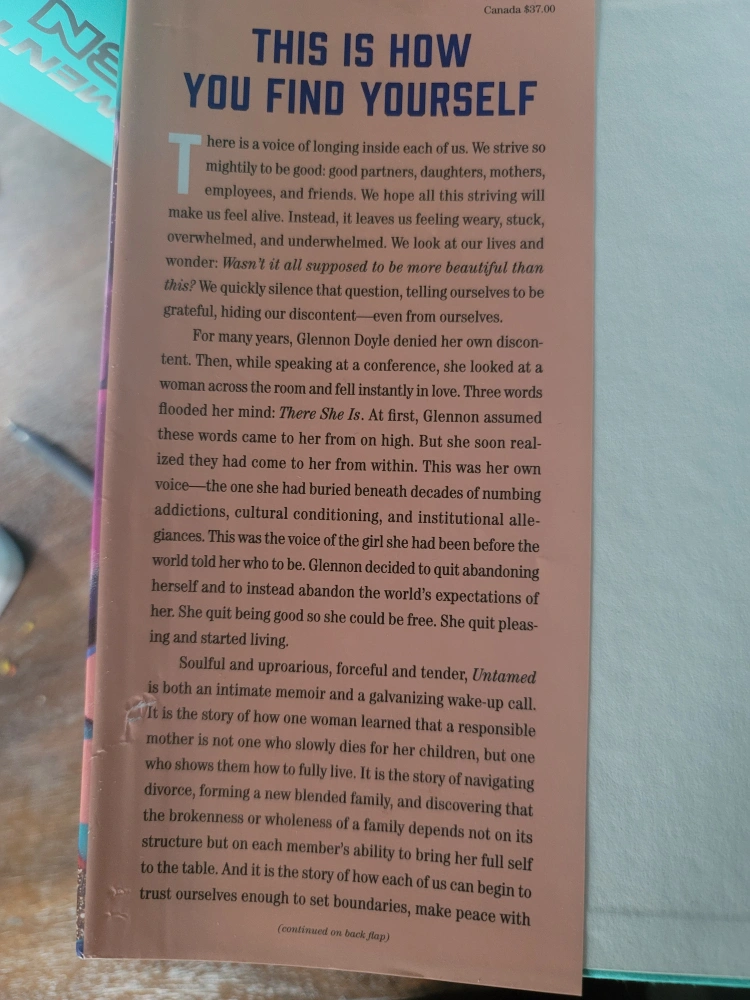 Canada $37.00
THIS IS HOW
YOU FIND YOURSELF
There is a voice of longing inside each of us. We strive so
mightily to be good: good partners, daughters, mothers,
employees, and friends. We hope all this striving will
make us feel alive. Instead, it leaves us feeling weary, stuck,
overwhelmed, and underwhelmed. We look at our lives and
wonder: Wasn't it all supposed to be more beautiful than
this? We quickly silence that question, telling ourselves to be
grateful, hiding our discontent—even from ourselves.
For many years, Glennon Doyle denied her own discon-
tent. Then, while speaking at a conference, she looked at a
woman across the room and fell instantly in love. Three words
flooded her mind: There She Is. At first, Glennon assumed
these words came to her from on high. But she soon real-
ized they had come to her from within. This was her own
voice—the one she had buried beneath decades of numbing
addictions, cultural conditioning, and institutional alle-
giances. This was the voice of the girl she had been before the
world told her who to be. Glennon decided to quit abandoning
herself and to instead abandon the world's expectations of
her. She quit being good so she could be free. She quit pleas-
ing and started living.
Soulful and uproarious, forceful and tender, Untamed
is both an intimate memoir and a galvanizing wake-up call.
It is the story of how one woman learned that a responsible
mother is not one who slowly dies for her children, but one
who shows them how to fully live. It is the story of navigating
divorce, forming a new blended family, and discovering that
the brokenness or wholeness of a family depends not on its
structure but on each member's ability to bring her full self
to the table. And it is the story of how each of us can begin to
trust ourselves enough to set boundaries, make peace with
(continued on back flap)